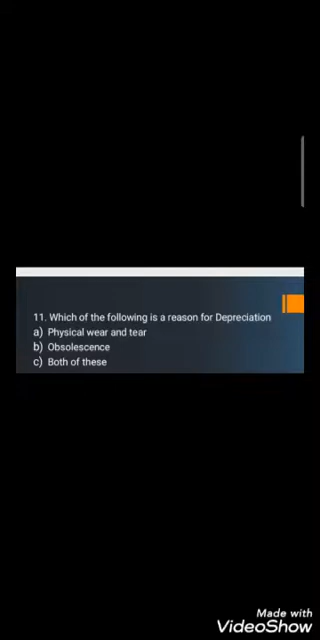 11. Which of the following is a reason for Depreciation
a) Physical wear and tear
b) Obsolescence
c) Both of these
Made with
VideoShow